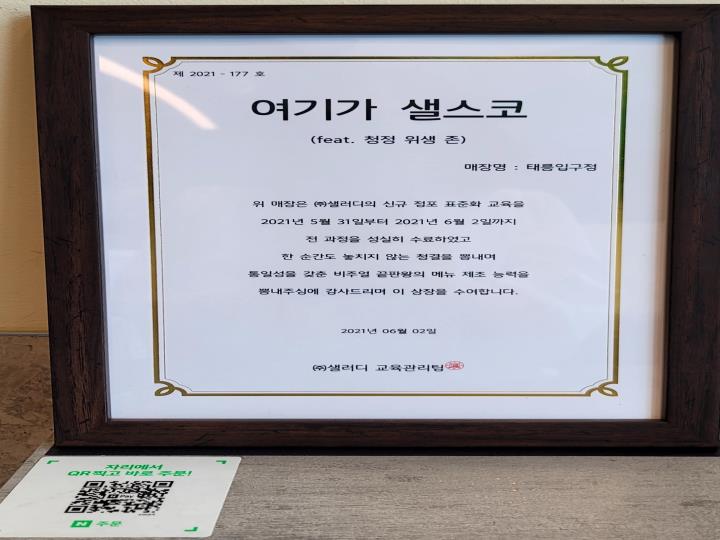 제 2021 - 177 호
여기가 샐스코
(feat. 청정 위생 존)
매장명 : 태릉입구점
위 매장은 ㈜샐러디의 신규 점포 표준화 교육을
2021년 5월 31일부터 2021년 6월 2일까지
전 과정을 성실히 수료하였고
한 순간도 놓치지 않는 청결을 뽐내며
통일성을 갖춘 비주얼 끝판왕의 메뉴 제조 능력을
뽐내주심에 감사드리며 이 상장을 수여합니다.
2021년 06월 02일
㈜샐러디 교육관리팀
자리에서
QR찍고 바로 주문!
N 주문